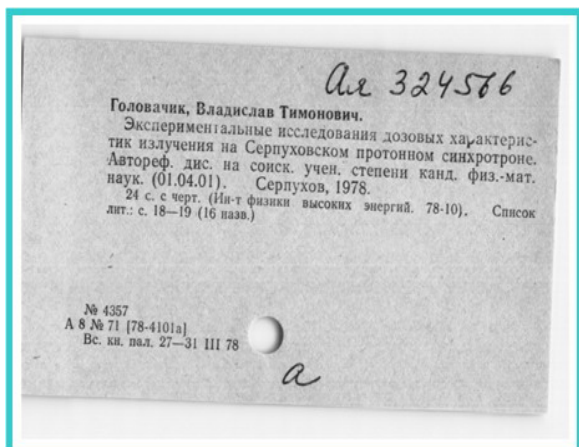 Ая 324566
Головачик, Владислав Тимонович.
Экспериментальные исследования дозовых характерис-
тик излучения на Серпуховском протонном синхротроне.
Автореф. дис. на соиск. учен. степени канд. физ.-мат.
наук. (01.04.01). Серпухов, 1978.
24 с. с черт. (Ин-т физики высоких энергий. 78-10). Список
лит.: с. 18—19 (16 назв.)
№ 4357
А 8 № 71 [78-4101а]
Вс. кн. пал. 27—31 III 78
а